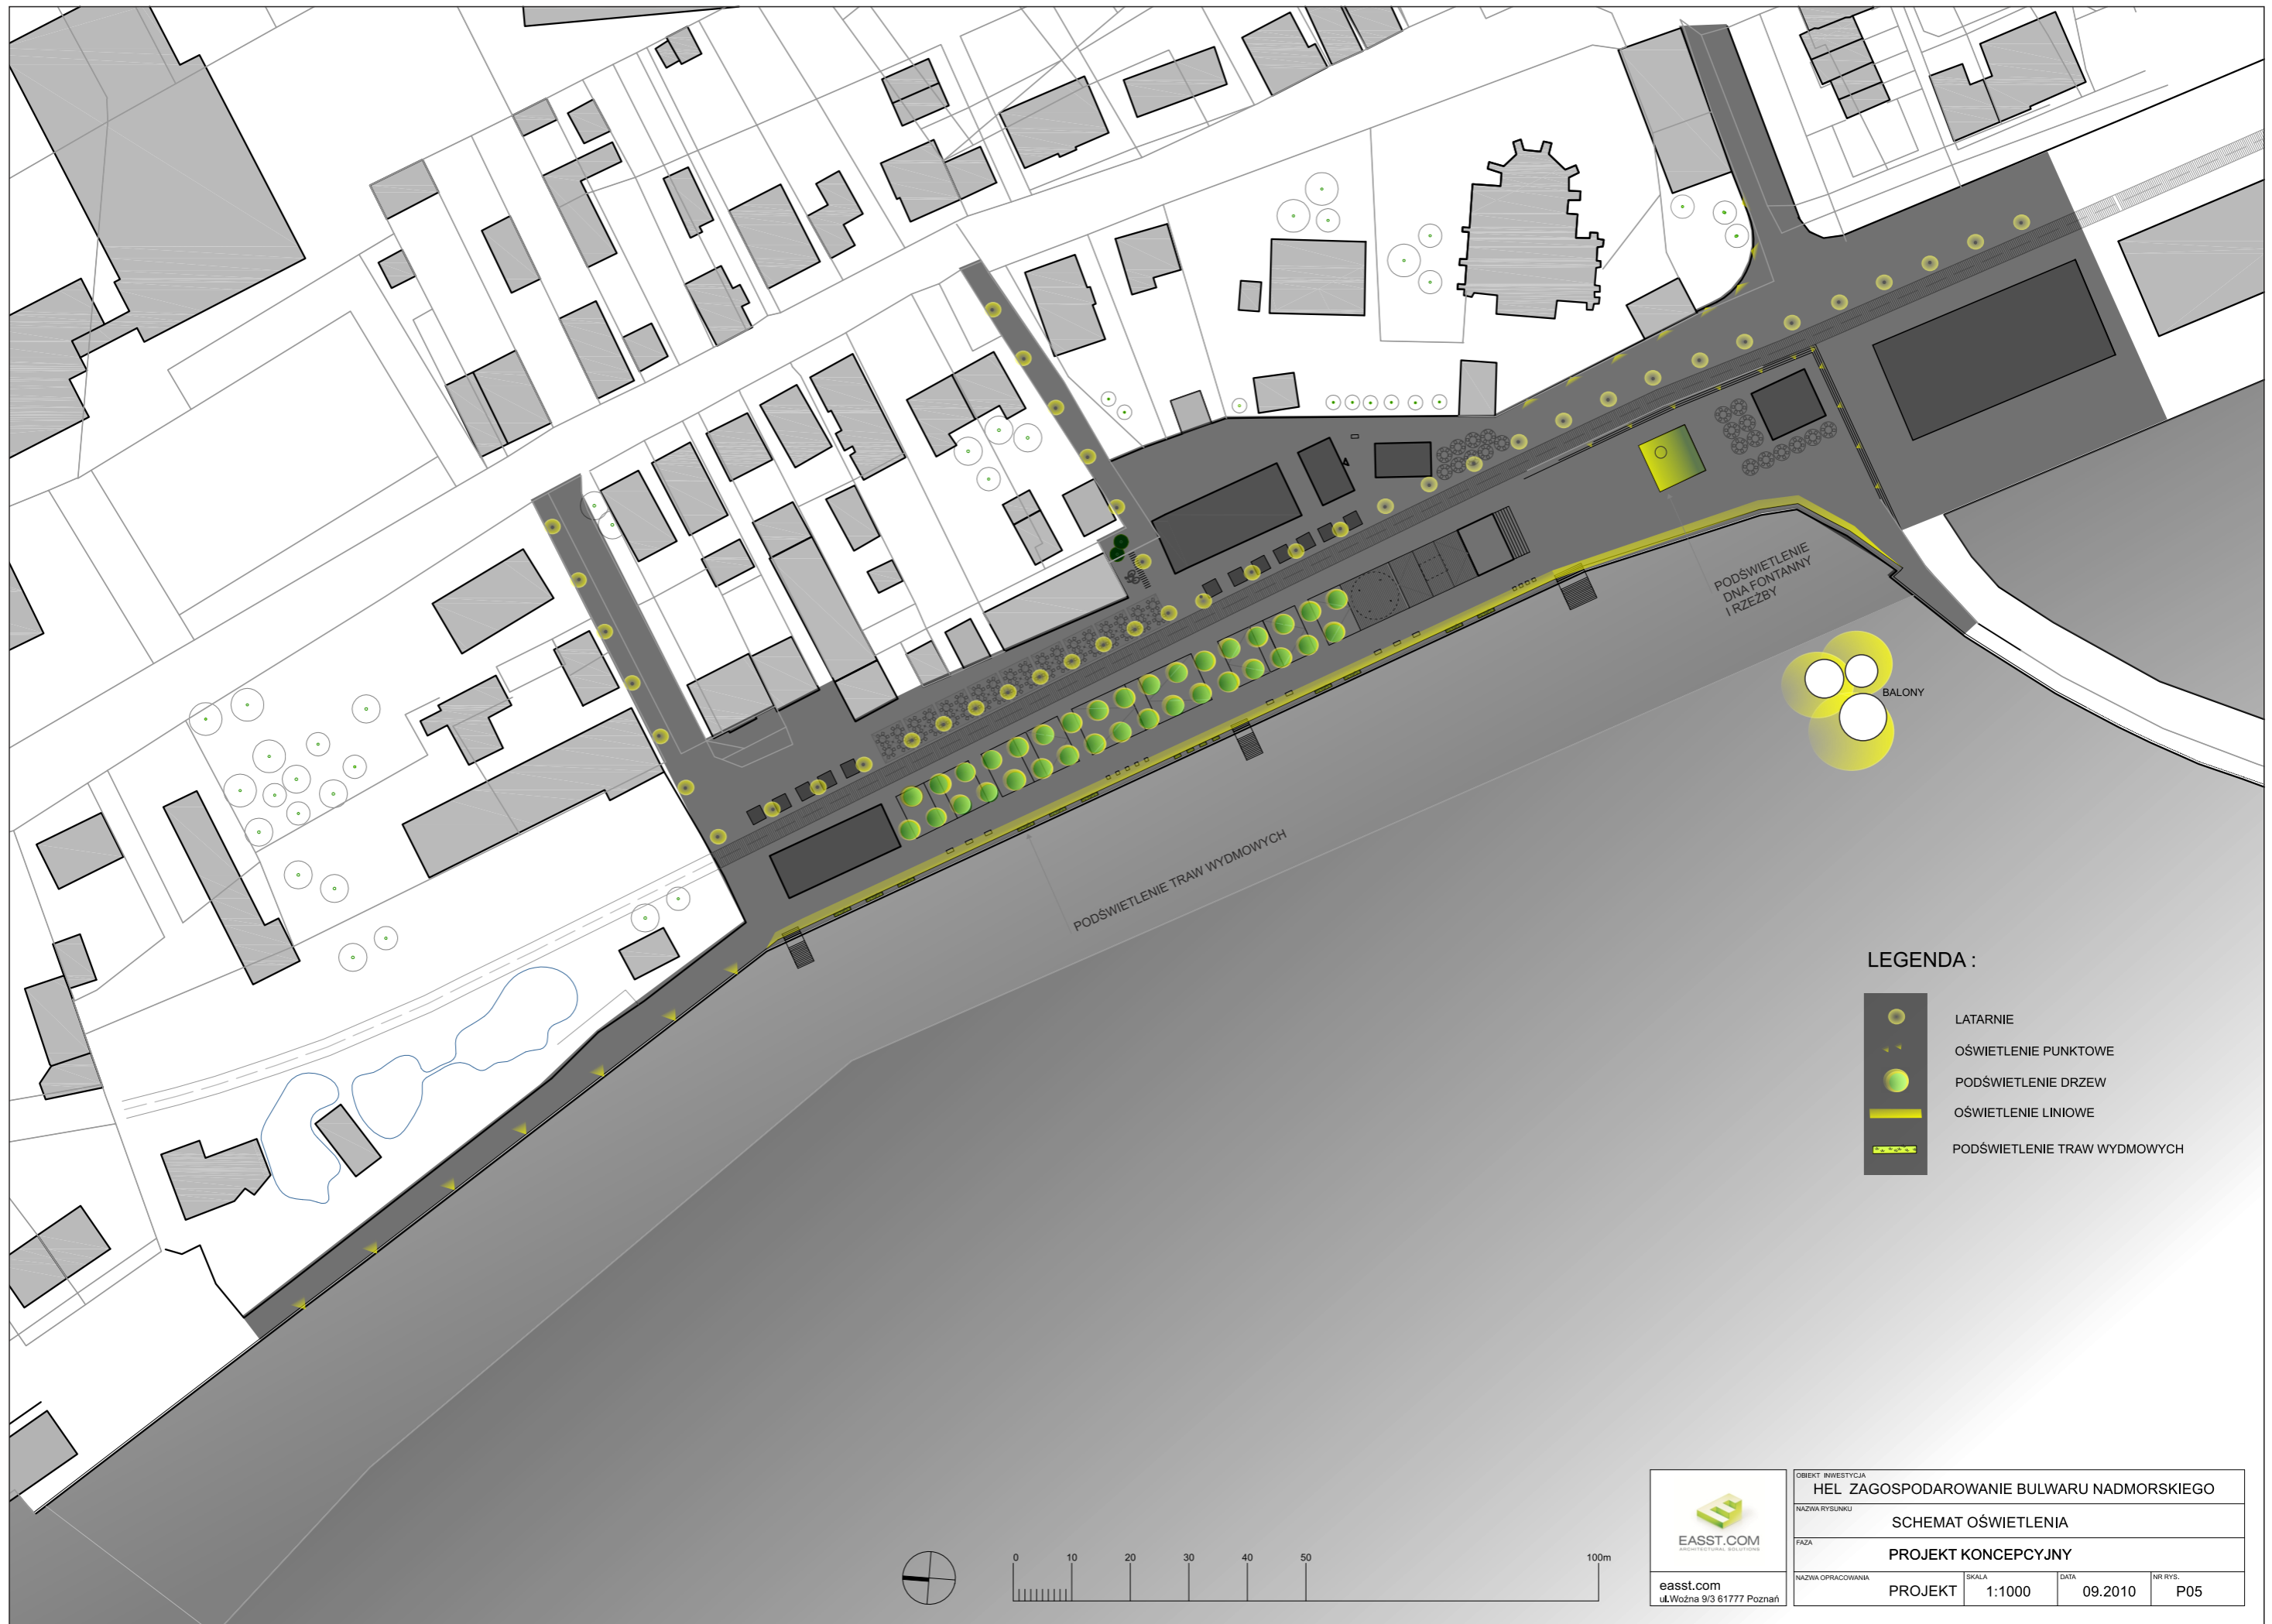 PODŚWIETLENIE
DNA FONTANNY
I RZEŹBY
BALONY
PODŚWIETLENIE TRAW WYDMOWYCH
LEGENDA :
LATARNIE
OŚWIETLENIE PUNKTOWE
PODŚWIETLENIE DRZEW
OŚWIETLENIE LINIOWE
PODŚWIETLENIE TRAW WYDMOWYCH
0 10 20 30 40 50 100m
EASST.COM
ARCHITECTURAL SOLUTIONS
easst.com
ul.Woźna 9/3 61777 Poznań
OBIEKT INWESTYCJA
HEL ZAGOSPODAROWANIE BULWARU NADMORSKIEGO
NAZWA RYSUNKU
SCHEMAT OŚWIETLENIA
FAZA
PROJEKT KONCEPCYJNY
NAZWA OPRACOWANIA
PROJEKT
SKALA
1:1000
DATA
09.2010
NR RYS.
P05